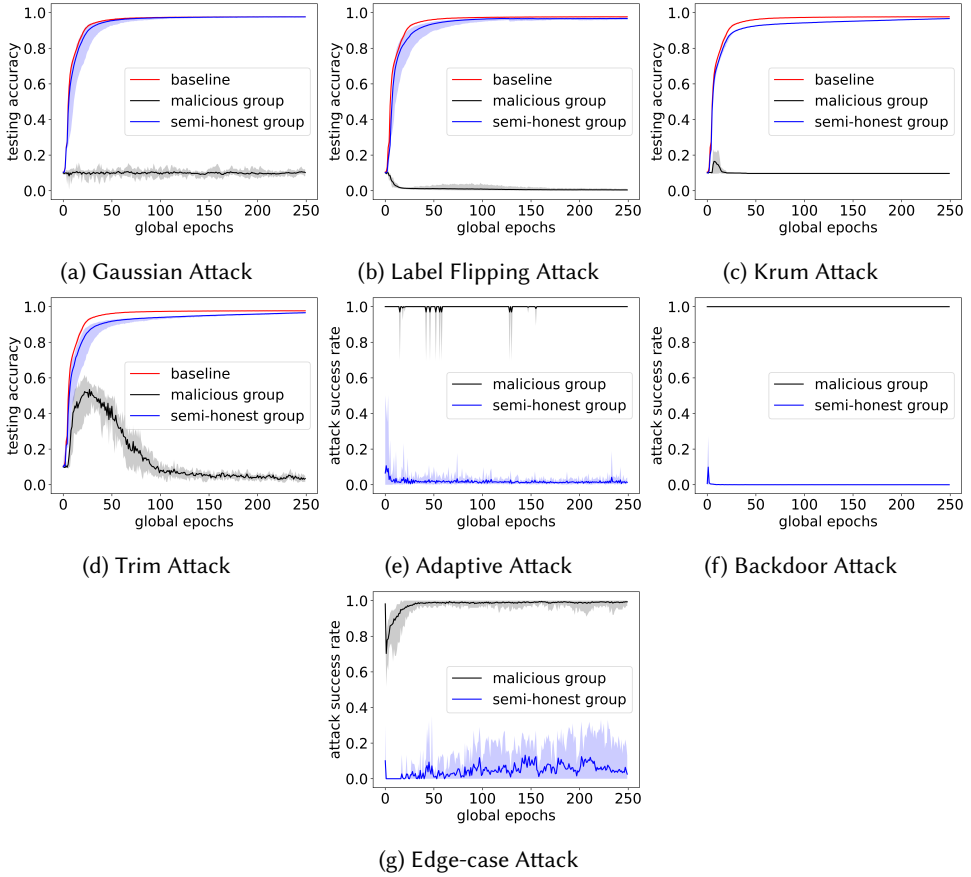 testing accuracy
1.0
0.8
0.6
0.4
0.2
0.0
baseline
malicious group
semi-honest group
0 50 100 150 200 250
global epochs
(a) Gaussian Attack
testing accuracy
1.0
0.8
0.6
0.4
0.2
0.0
baseline
malicious group
semi-honest group
0 50 100 150 200 250
global epochs
(b) Label Flipping Attack
testing accuracy
1.0
0.8
0.6
0.4
0.2
0.0
baseline
malicious group
semi-honest group
0 50 100 150 200 250
global epochs
(c) Krum Attack
testing accuracy
1.0
0.8
0.6
0.4
0.2
0.0
baseline
malicious group
semi-honest group
0 50 100 150 200 250
global epochs
(d) Trim Attack
attack success rate
1.0
0.8
0.6
0.4
0.2
0.0
malicious group
semi-honest group
0 50 100 150 200 250
global epochs
(e) Adaptive Attack
attack success rate
1.0
0.8
0.6
0.4
0.2
0.0
malicious group
semi-honest group
0 50 100 150 200 250
global epochs
(f) Backdoor Attack
attack success rate
1.0
0.8
0.6
0.4
0.2
0.0
malicious group
semi-honest group
0 50 100 150 200 250
global epochs
(g) Edge-case Attack